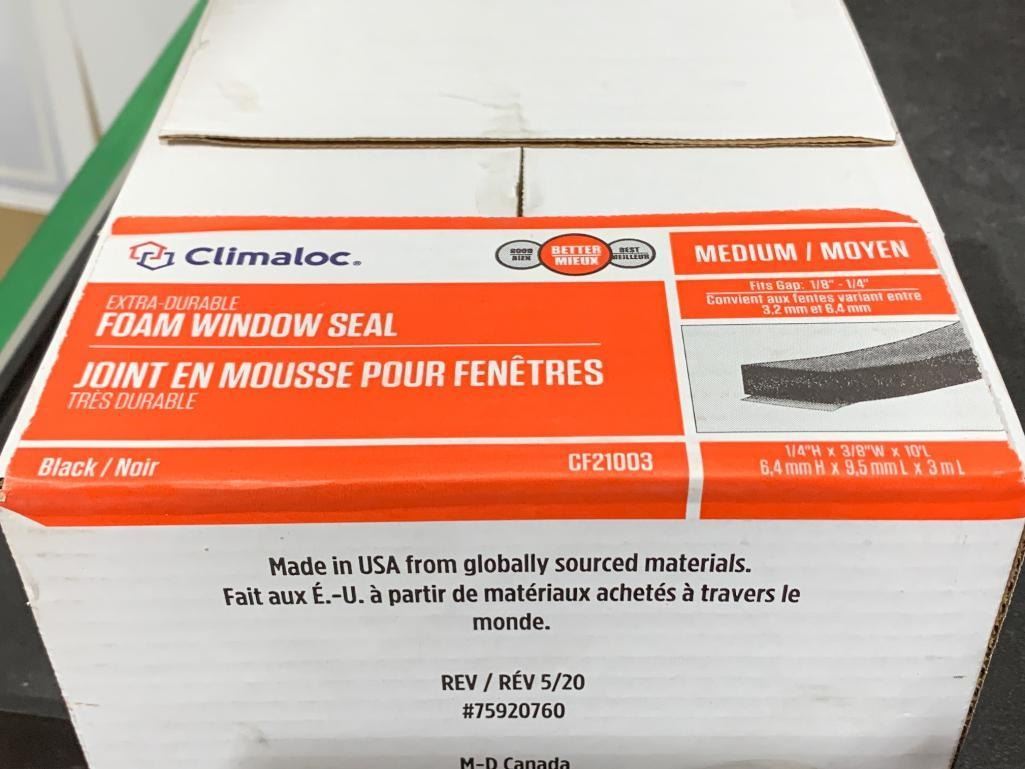 Climaloc®
GOOD
BIEN
BETTER
MIEUX
BEST
MEILLEUR
MEDIUM / MOYEN
Fits Gap: 1/8" - 1/4"
Convient aux fentes variant entre
3,2 mm et 6,4 mm
EXTRA-DURABLE
FOAM WINDOW SEAL
JOINT EN MOUSSE POUR FENÊTRES
TRÈS DURABLE
Black / Noir
CF21003
1/4"H x 3/8"W x 10'L
6,4 mm H x 9,5 mm L x 3 m L
Made in USA from globally sourced materials.
Fait aux É.-U. à partir de matériaux achetés à travers le
monde.
REV / RÉV 5/20
#75920760
M-D Canada